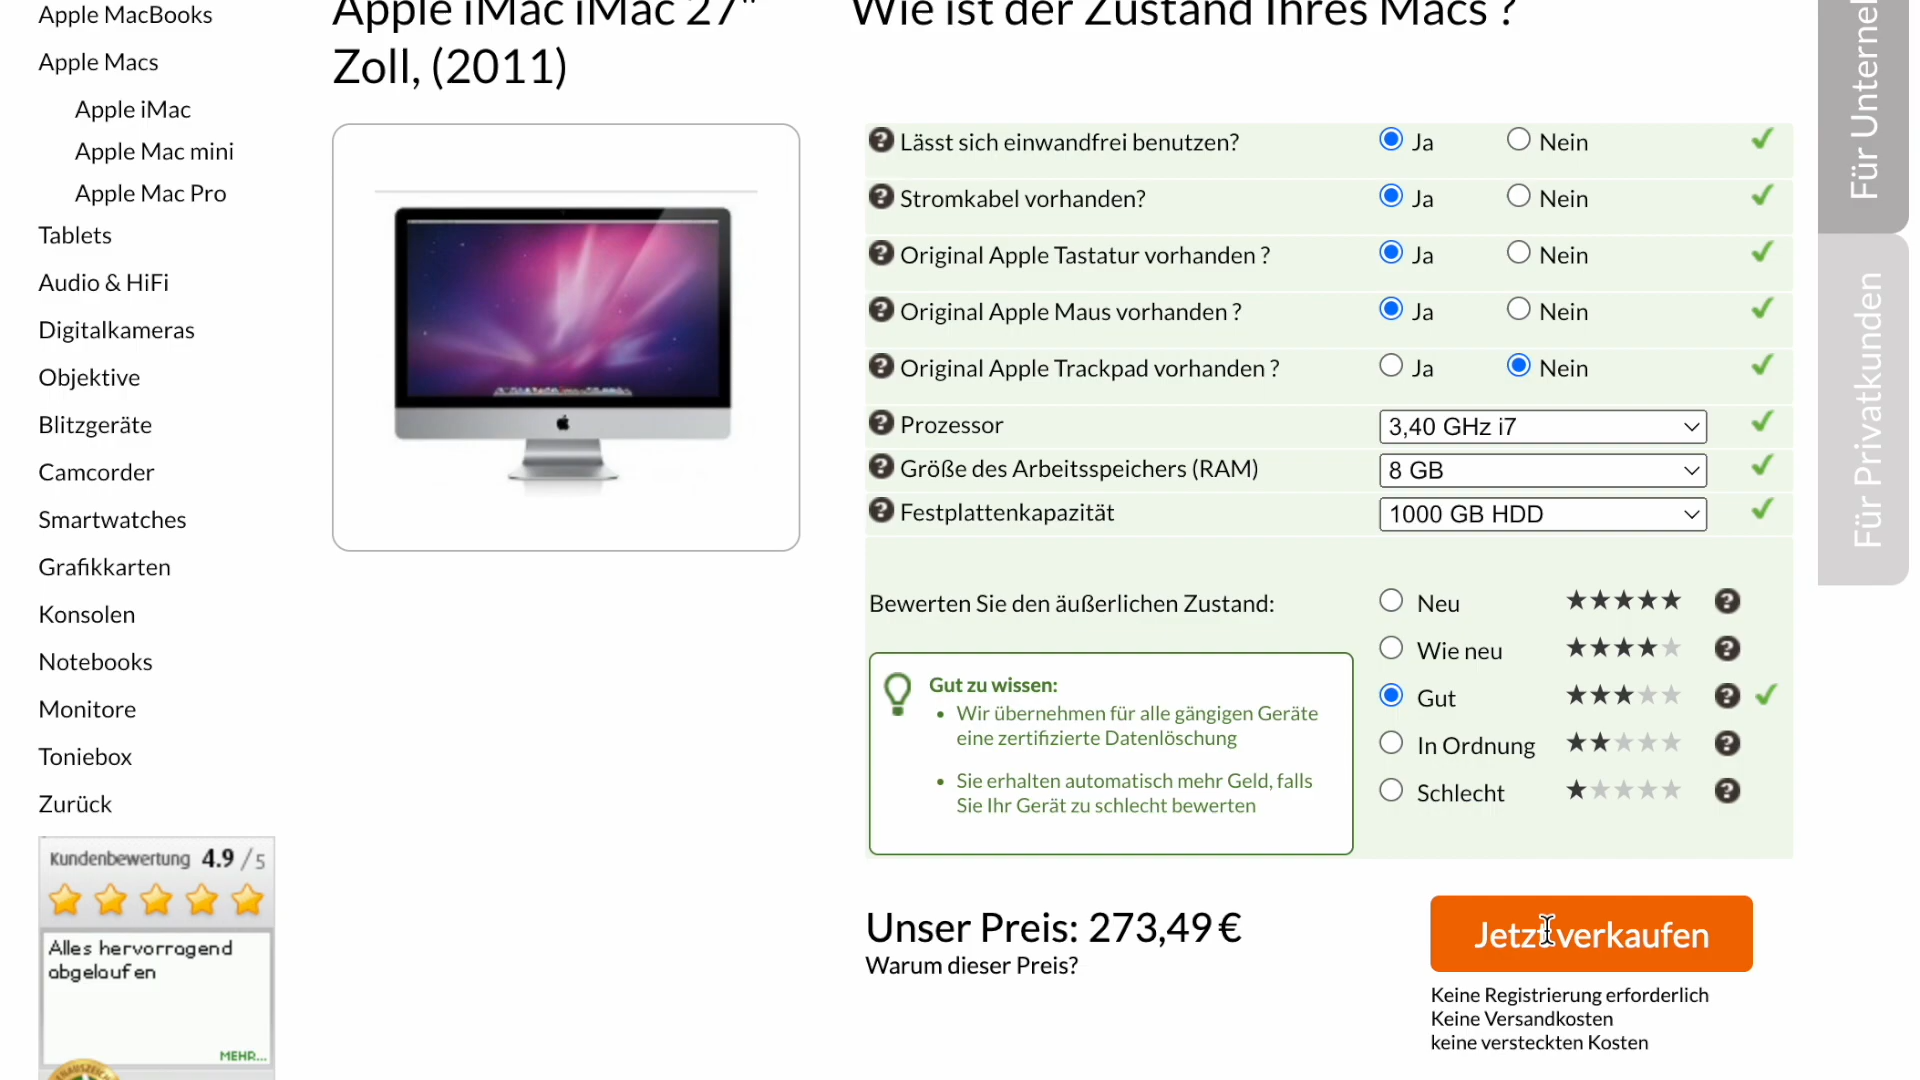 Apple MacBooks
Apple Macs
Apple iMac
Apple Mac mini
Apple Mac Pro
Tablets
Audio & HiFi
Digitalkameras
Objektive
Blitzgeräte
Camcorder
Smartwatches
Grafikkarten
Konsolen
Notebooks
Monitore
Toniebox
Zurück
Kundenbewertung 4.9 / 5
Alles hervorragend
abgelaufen
MEHR...
Apple iMac iMac 27"
Zoll, (2011)
Wie ist der Zustand Ihres Macs ?
Lässt sich einwandfrei benutzen? Ja Nein
Stromkabel vorhanden? Ja Nein
Original Apple Tastatur vorhanden ? Ja Nein
Original Apple Maus vorhanden ? Ja Nein
Original Apple Trackpad vorhanden ? Ja Nein
Prozessor 3,40 GHz i7
Größe des Arbeitsspeichers (RAM) 8 GB
Festplattenkapazität 1000 GB HDD
Bewerten Sie den äußerlichen Zustand: Neu
Wie neu
Gut
In Ordnung
Schlecht
Gut zu wissen:
• Wir übernehmen für alle gängigen Geräte
eine zertifizierte Datenlöschung
• Sie erhalten automatisch mehr Geld, falls
Sie Ihr Gerät zu schlecht bewerten
Unser Preis: 273,49 €
Warum dieser Preis?
Jetzt verkaufen
Keine Registrierung erforderlich
Keine Versandkosten
keine versteckten Kosten
Für Privatkunden